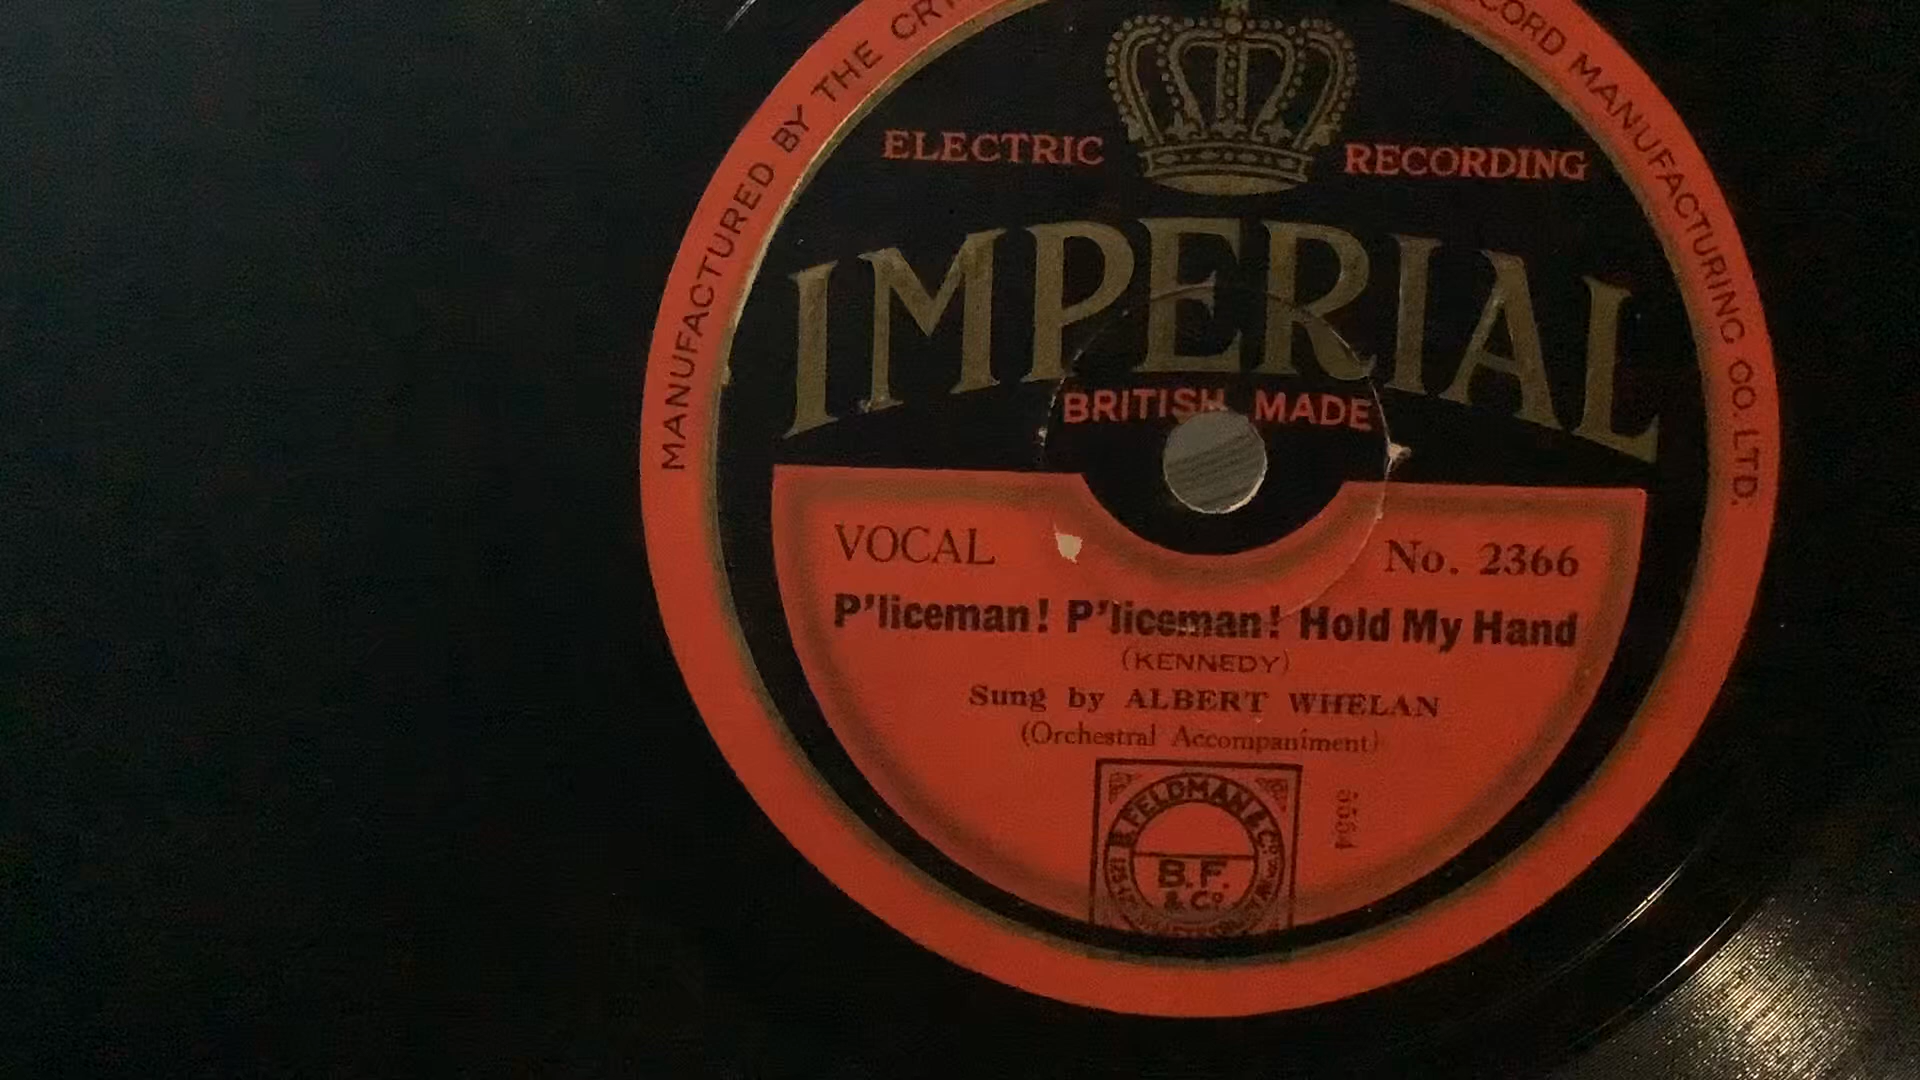 MANUFACTURED BY THE CRY
CORD MANUFACTURING CO. LTD.
ELECTRIC RECORDING
IMPERIAL
BRITISH MADE
VOCAL No. 2366
P'liceman! P'liceman! Hold My Hand
(KENNEDY)
Sung by ALBERT WHELAN
(Orchestral Accompaniment)
B. FELDMAN & CO.
B.F.
& Co